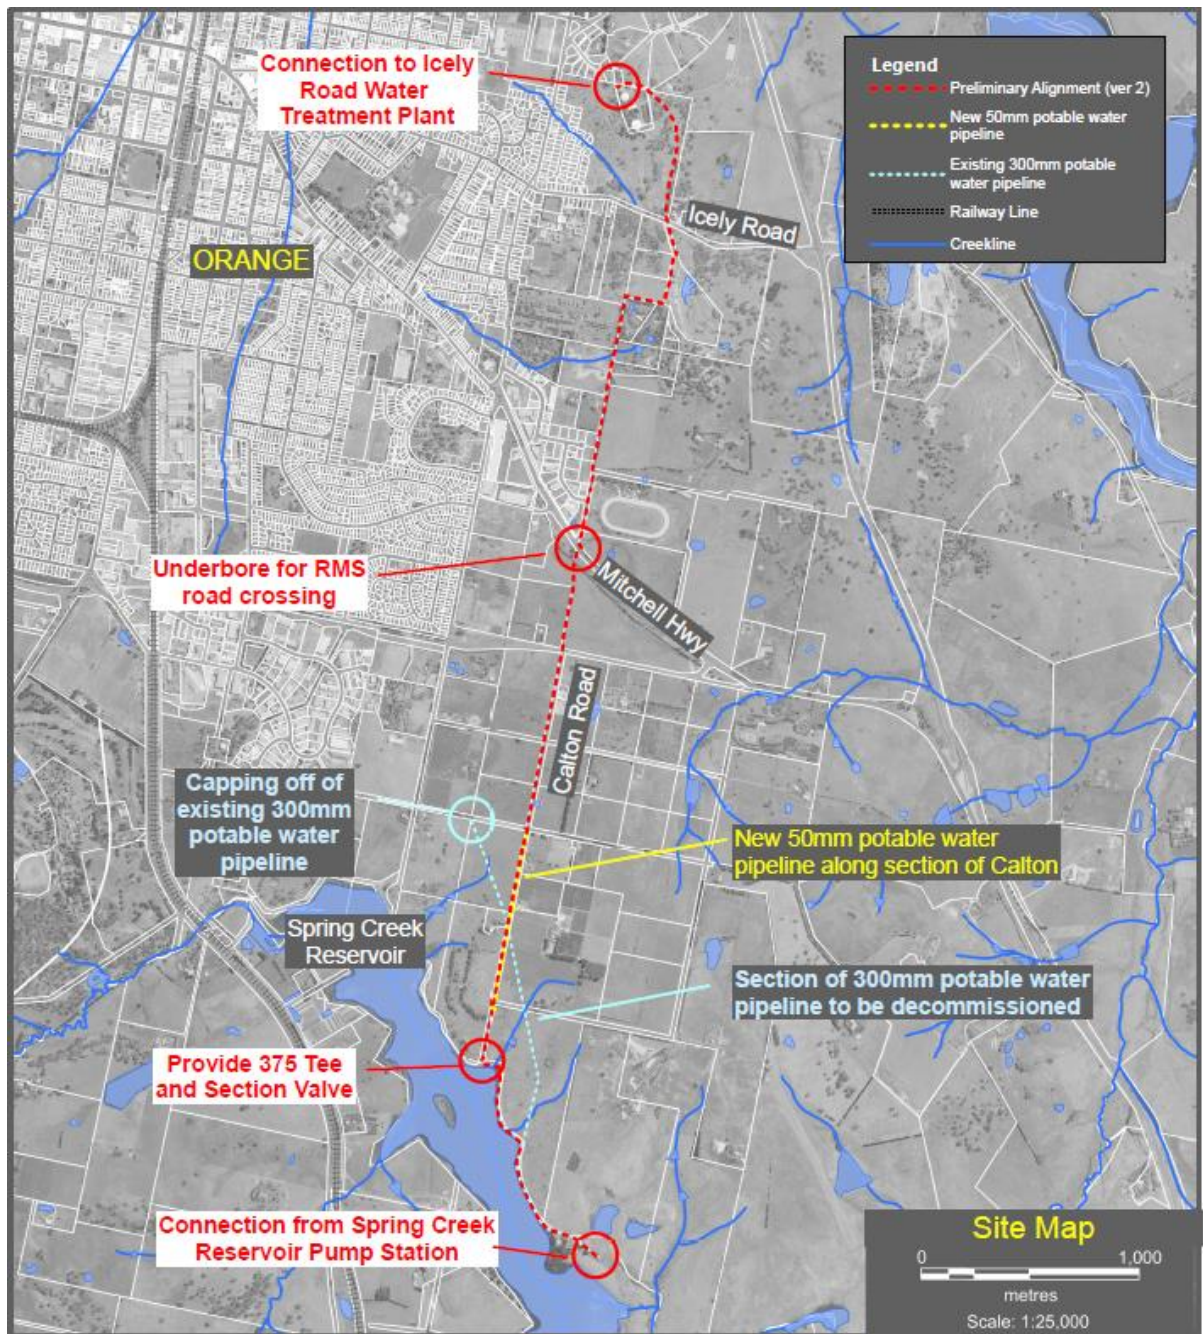 Connection to Icely
Road Water
Treatment Plant
Legend
Preliminary Alignment (ver 2)
New 50mm potable water
pipeline
Existing 300mm potable
water pipeline
Railway Line
Creekline
Icely Road
ORANGE
Underbore for RMS
road crossing
Mitchell Hwy
Calton Road
Capping off of
existing 300mm
potable water
pipeline
New 50mm potable water
pipeline along section of Calton
Spring Creek
Reservoir
Section of 300mm potable water
pipeline to be decommissioned
Provide 375 Tee
and Section Valve
Connection from Spring Creek
Reservoir Pump Station
Site Map
0 1,000
metres
Scale: 1:25,000